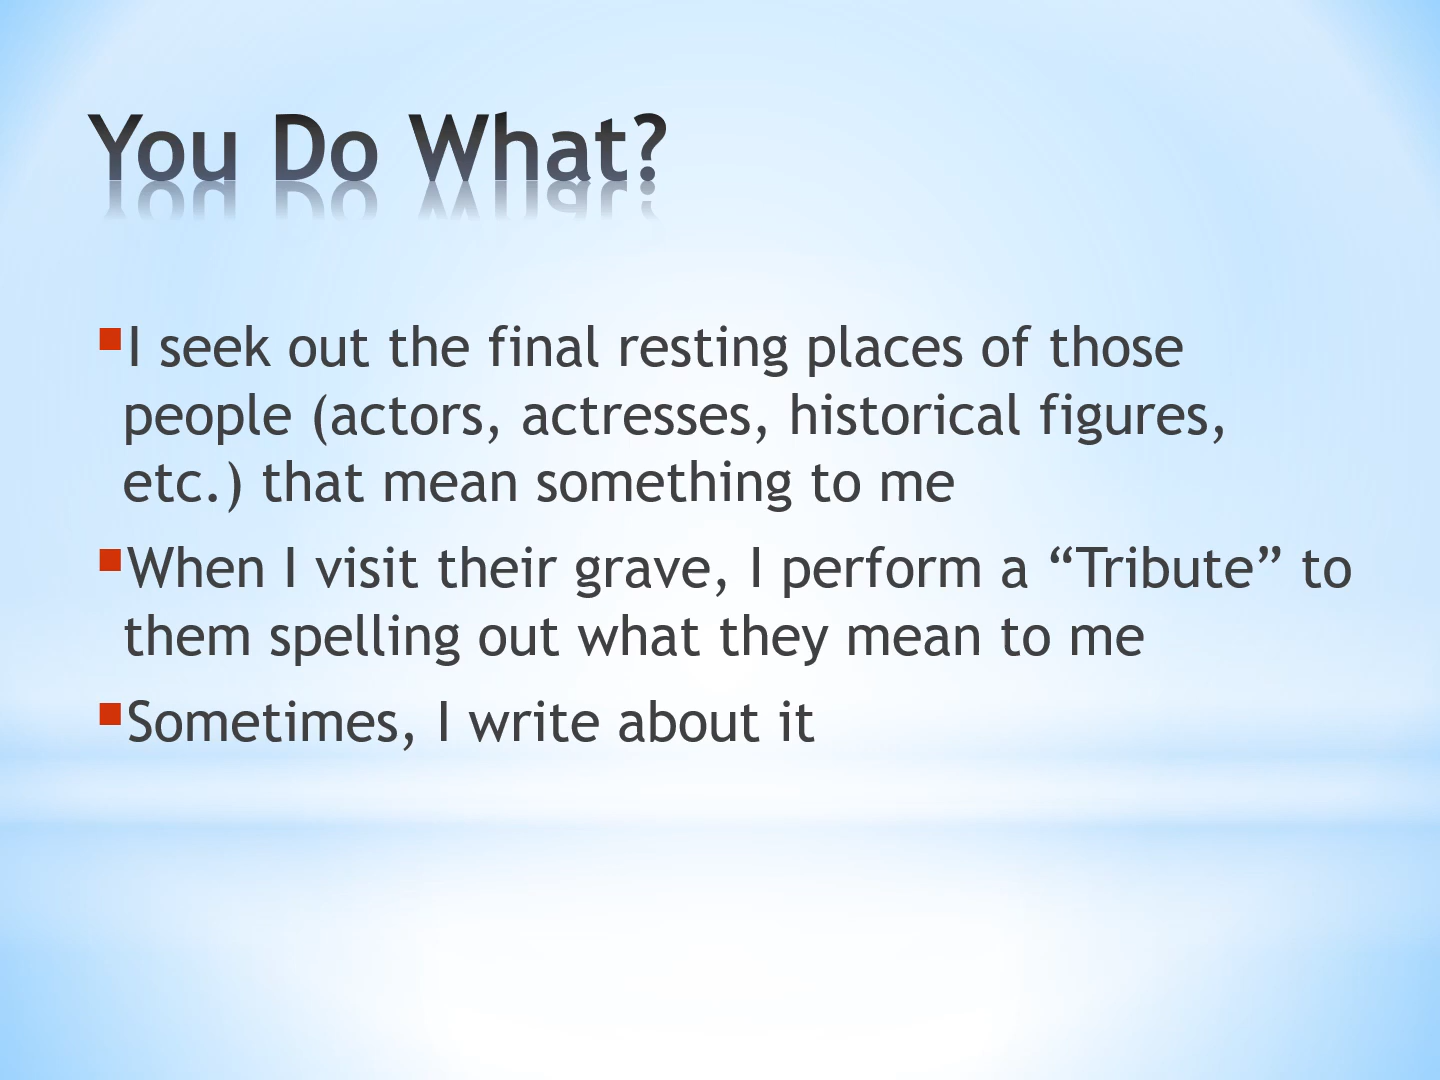 You Do What?
▪I seek out the final resting places of those
people (actors, actresses, historical figures,
etc.) that mean something to me
▪When I visit their grave, I perform a “Tribute” to
them spelling out what they mean to me
▪Sometimes, I write about it